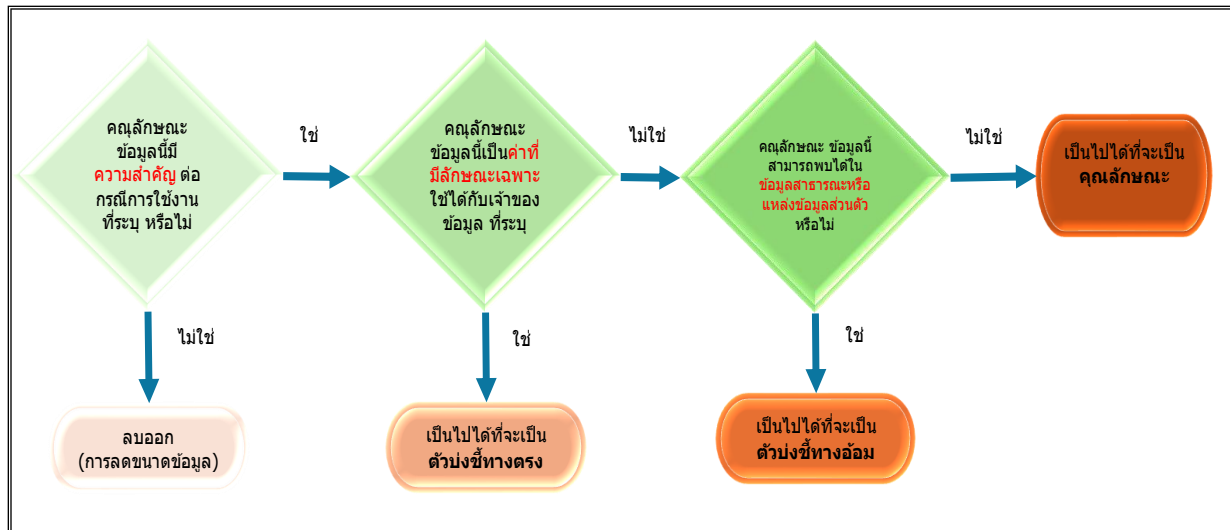 คณุลักษณะ
ข้อมูลนี้มี
ความสำคัญ ต่อ
กรณีการใช้งาน
ที่ระบุ หรือไม่
ใช่
ไม่ใช่
ลบออก
(การลดขนาดข้อมูล)
คณุลักษณะ
ข้อมูลนี้เป็นค่าที่
มีลักษณะเฉพาะ
ใช้ได้กับเจ้าของ
ข้อมูล ที่ระบุ
ไม่ใช่
ใช่
เป็นไปได้ที่จะเป็น
ตัวบ่งชี้ทางตรง
คณุลักษณะ ข้อมูลนี้
สามารถพบได้ใน
ข้อมูลสาธารณะหรือ
แหล่งข้อมูลส่วนตัว
หรือไม่
ไม่ใช่
ใช่
เป็นไปได้ที่จะเป็น
ตัวบ่งชี้ทางอ้อม
เป็นไปได้ที่จะเป็น
คุณลักษณะ